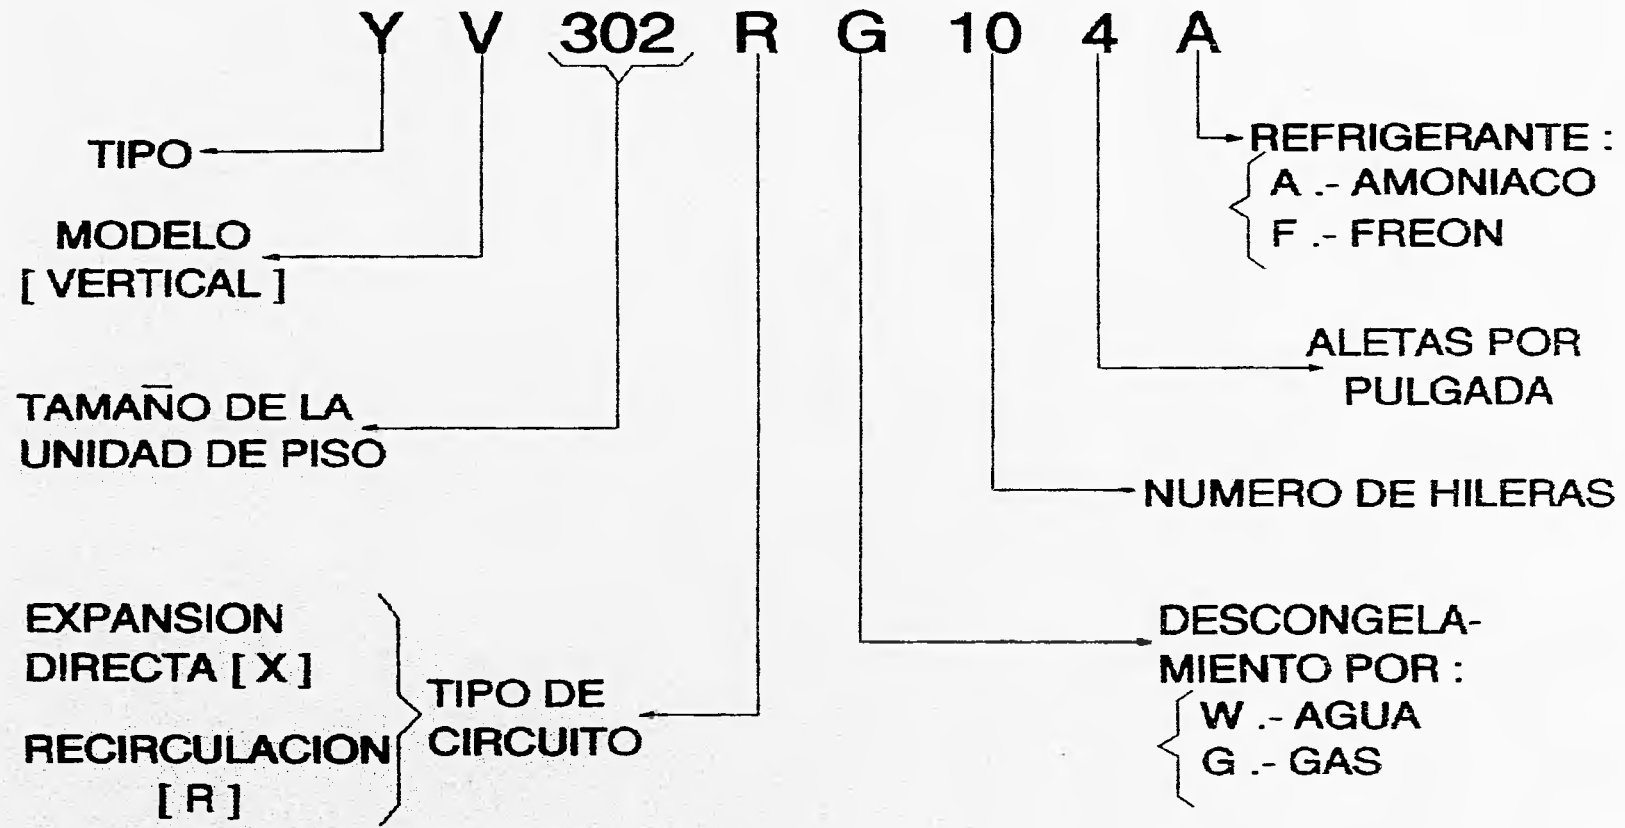 Y V 302 R G 10 4 A
TIPO
MODELO
[ VERTICAL ]
TAMAÑO DE LA
UNIDAD DE PISO
EXPANSION
DIRECTA [ X ]
RECIRCULACION
[ R ]
TIPO DE
CIRCUITO
REFRIGERANTE :
A .- AMONIACO
F .- FREON
ALETAS POR
PULGADA
NUMERO DE HILERAS
DESCONGELA-
MIENTO POR :
W .- AGUA
G .- GAS